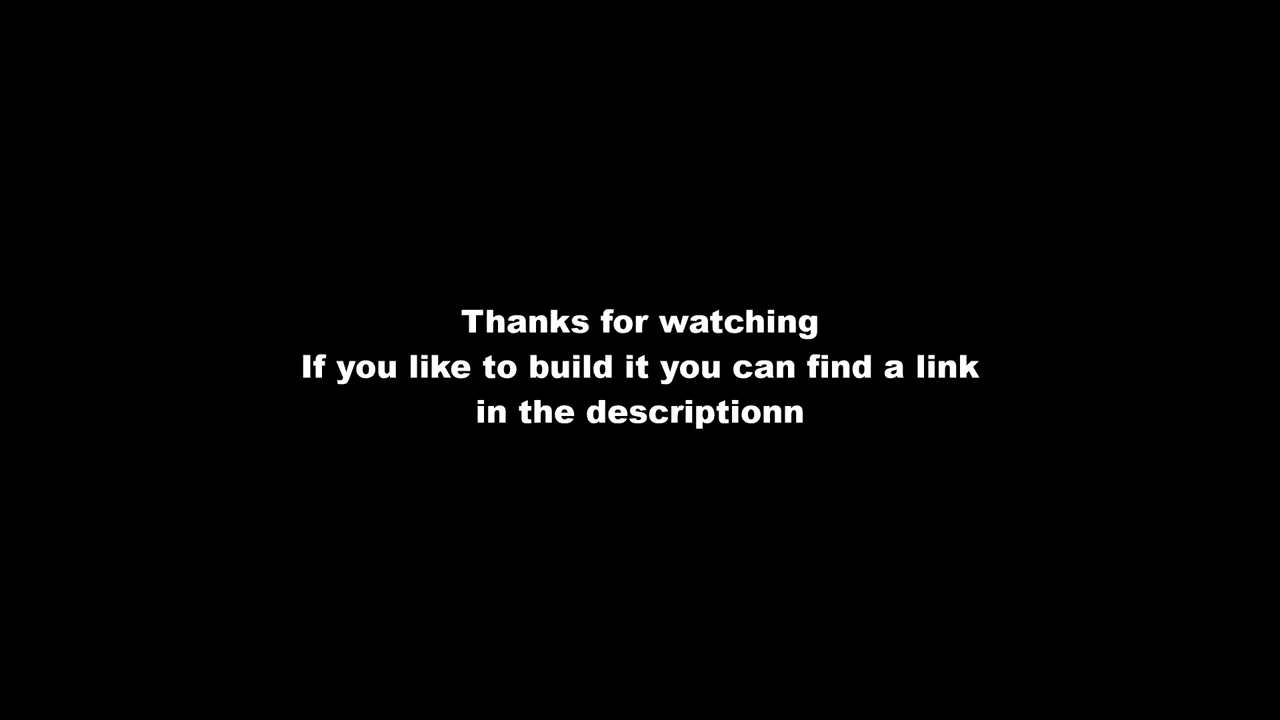 Thanks for watching
If you like to build it you can find a link
in the descriptionn